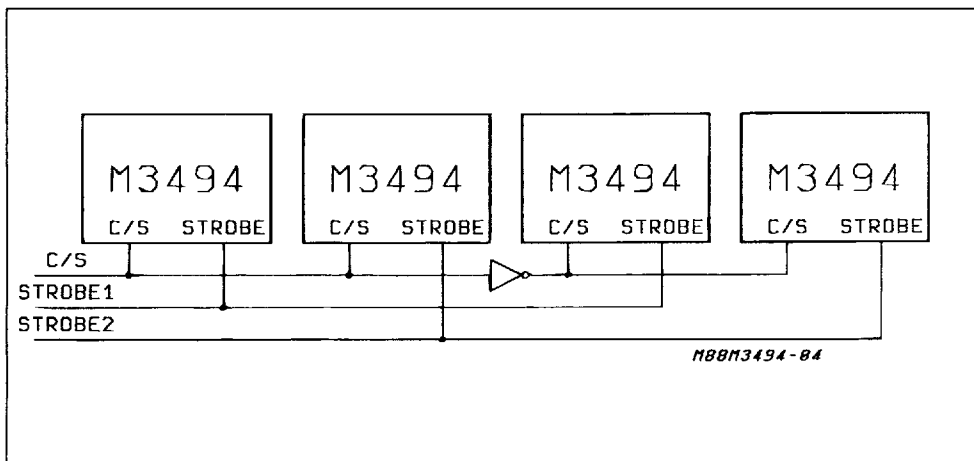 M3494 M3494 M3494 M3494
C/S STROBE C/S STROBE C/S STROBE C/S STROBE
C/S
STROBE1
STROBE2
M88M3494-04